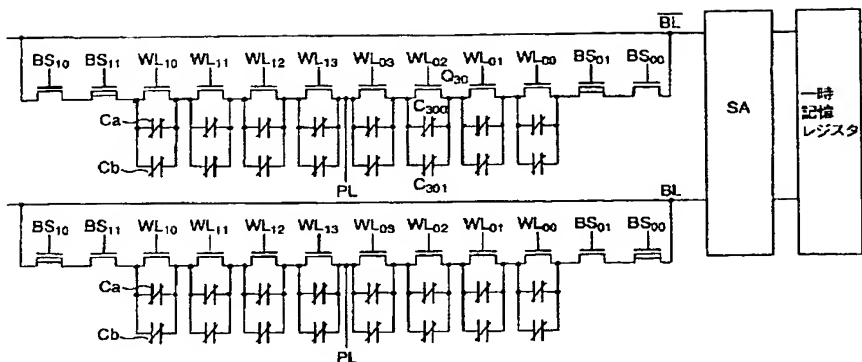 BL
BS10 BS11 WL10 WL11 WL12 WL13 WL03 WL02 WL01 WL00 BS01 BS00
Q30
Ca
C300
Cb
C301
PL
SA
一時
記憶
レジスタ
BL
BS10 BS11 WL10 WL11 WL12 WL13 WL03 WL02 WL01 WL00 BS01 BS00
Ca
Cb
PL